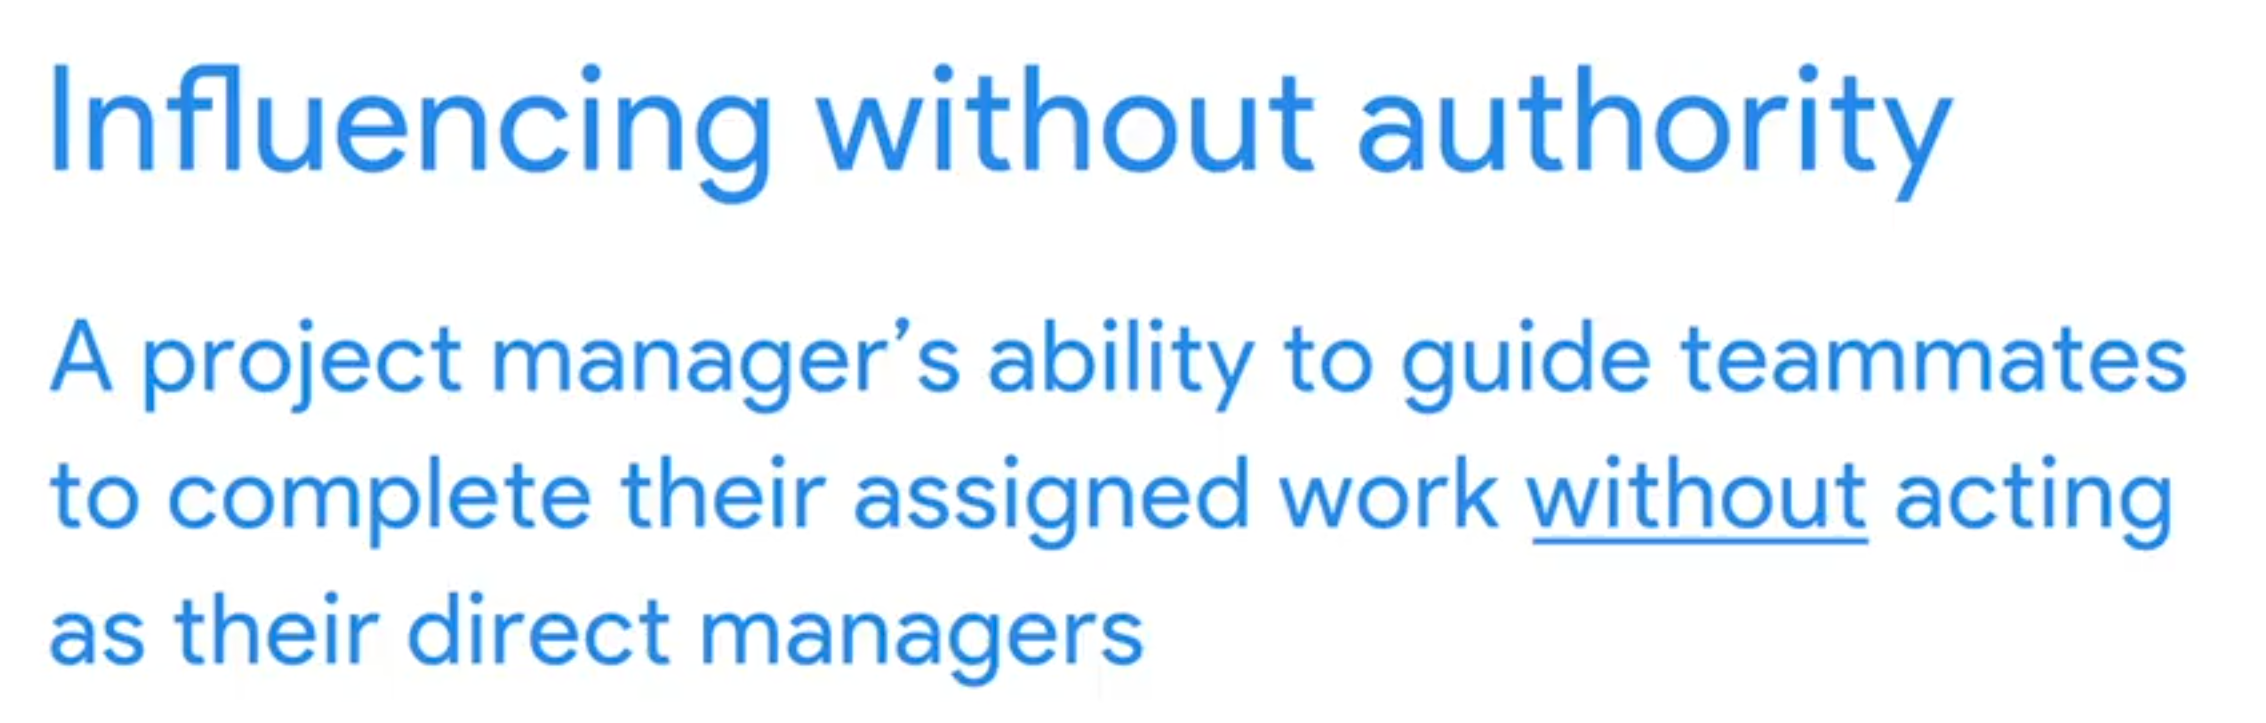 Influencing without authority
A project manager’s ability to guide teammates
to complete their assigned work without acting
as their direct managers